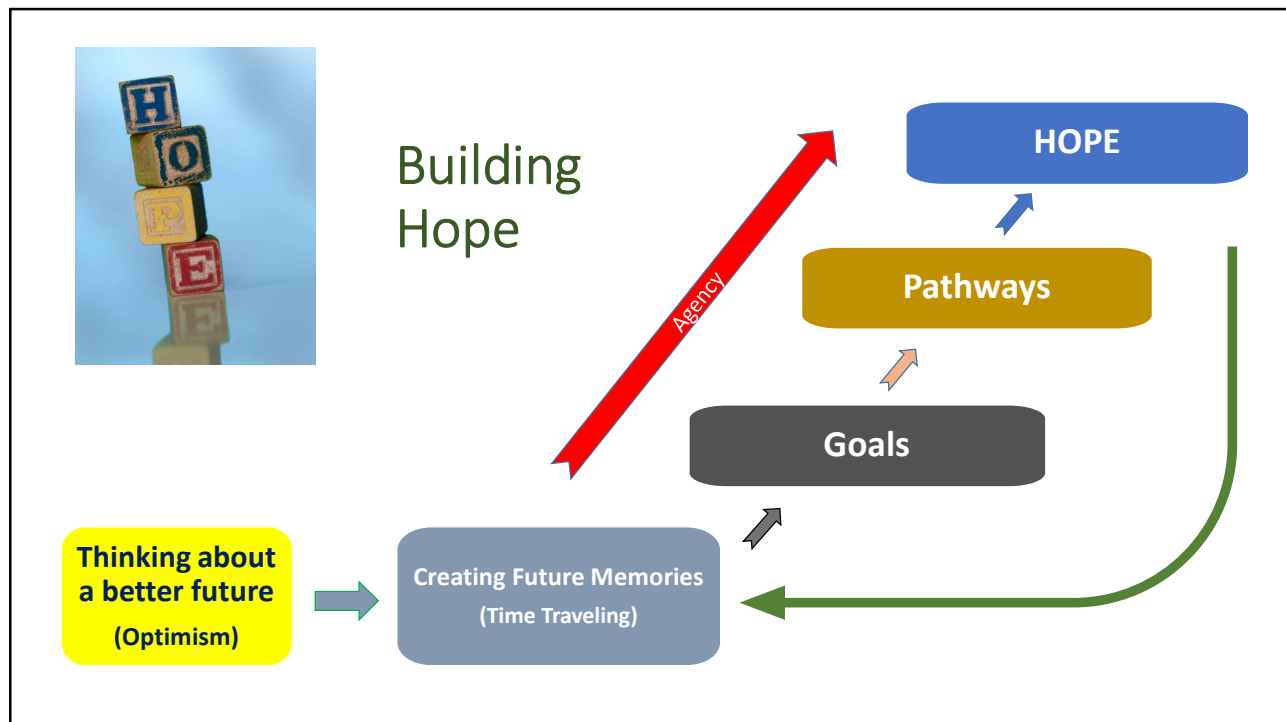 H
O
P
E
E
Building
Hope
HOPE
Pathways
Agency
Goals
Thinking about
a better future
(Optimism)
Creating Future Memories
(Time Traveling)